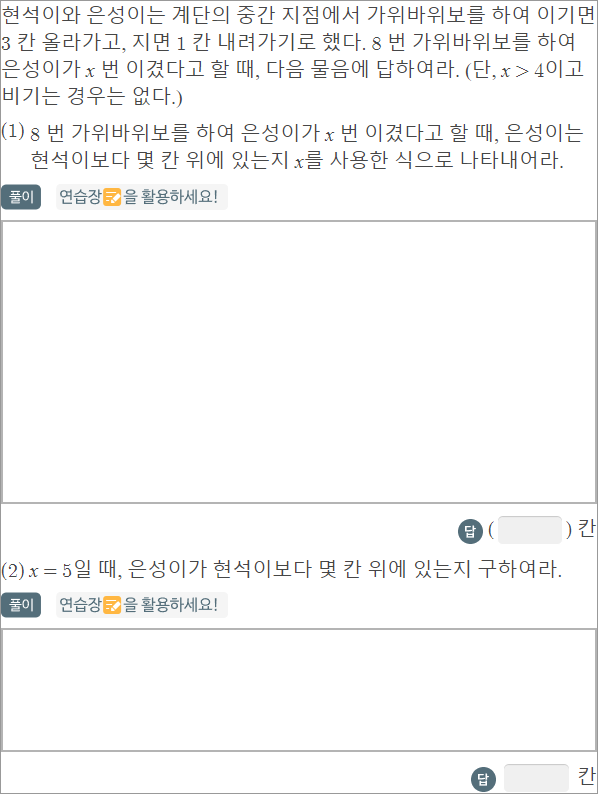 현석이와 은성이는 계단의 중간 지점에서 가위바위보를 하여 이기면
3 칸 올라가고, 지면 1 칸 내려가기로 했다. 8 번 가위바위보를 하여
은성이가 x 번 이겼다고 할 때, 다음 물음에 답하여라. (단, x > 4이고
비기는 경우는 없다.)
(1) 8 번 가위바위보를 하여 은성이가 x 번 이겼다고 할 때, 은성이는
현석이보다 몇 칸 위에 있는지 x를 사용한 식으로 나타내어라.
풀이 연습장을 활용하세요!
답 ( ) 칸
(2) x = 5일 때, 은성이가 현석이보다 몇 칸 위에 있는지 구하여라.
풀이 연습장을 활용하세요!
답 칸